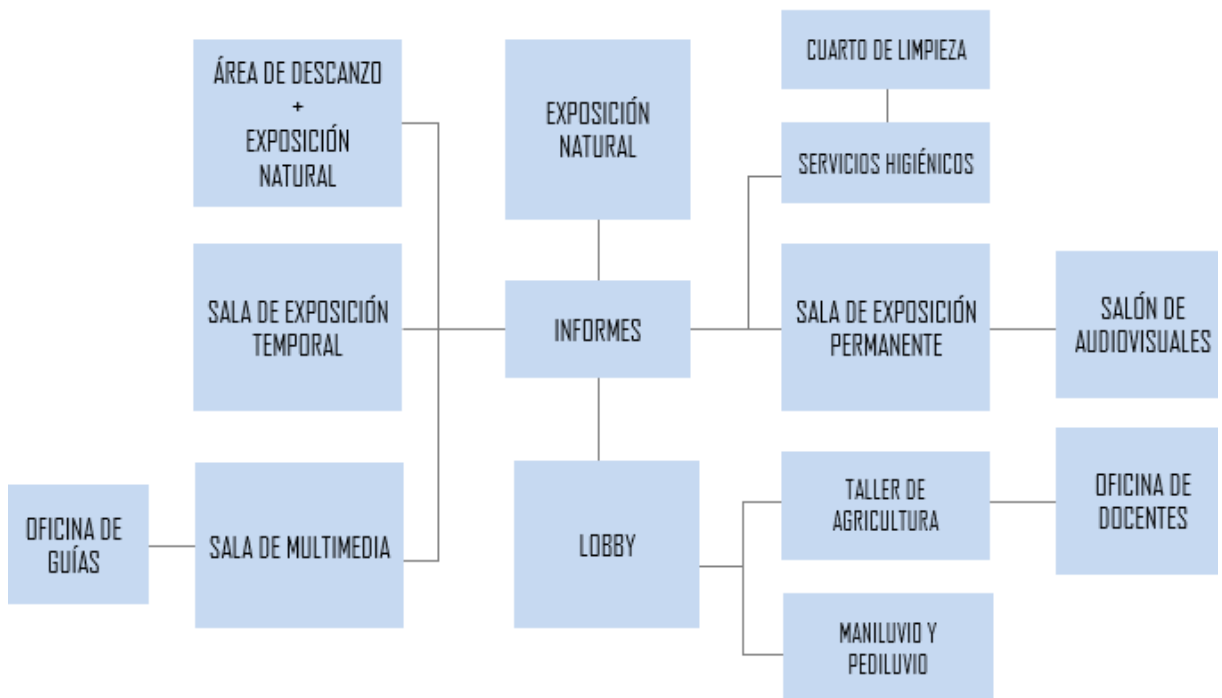 ÁREA DE DESCANZO
+
EXPOSICIÓN
NATURAL
EXPOSICIÓN
NATURAL
CUARTO DE LIMPIEZA
SERVICIOS HIGIÉNICOS
SALA DE EXPOSICIÓN
TEMPORAL
INFORMES
SALA DE EXPOSICIÓN
PERMANENTE
SALÓN DE
AUDIOVISUALES
OFICINA DE
GUÍAS
SALA DE MULTIMEDIA
LOBBY
TALLER DE
AGRICULTURA
OFICINA DE
DOCENTES
MANILUVIO Y
PEDILUVIO